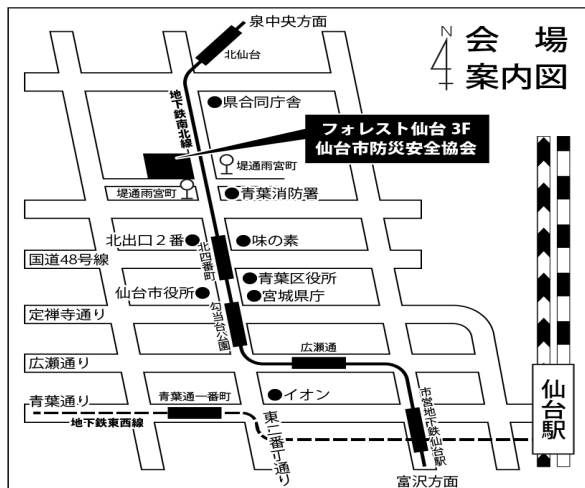 泉中央方面
会場
案内図
N
北仙台
地下鉄南北線
県合同庁舎
フォレスト仙台 3F
仙台市防災安全協会
堤通雨宮町
堤通雨宮町
青葉消防署
北出口２番
味の素
北四番町
国道48号線
青葉区役所
仙台市役所
宮城県庁
定禅寺通り
勾当台公園
広瀬通り
広瀬通
青葉通り
青葉通一番町
イオン
仙台駅
地下鉄東西線
東二番丁通り
市営地下鉄仙台駅
富沢方面